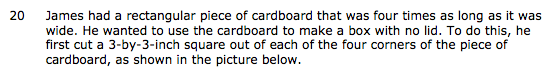 20 James had a rectangular piece of cardboard that was four times as long as it was
wide. He wanted to use the cardboard to make a box with no lid. To do this, he
first cut a 3-by-3-inch square out of each of the four corners of the piece of
cardboard, as shown in the picture below.